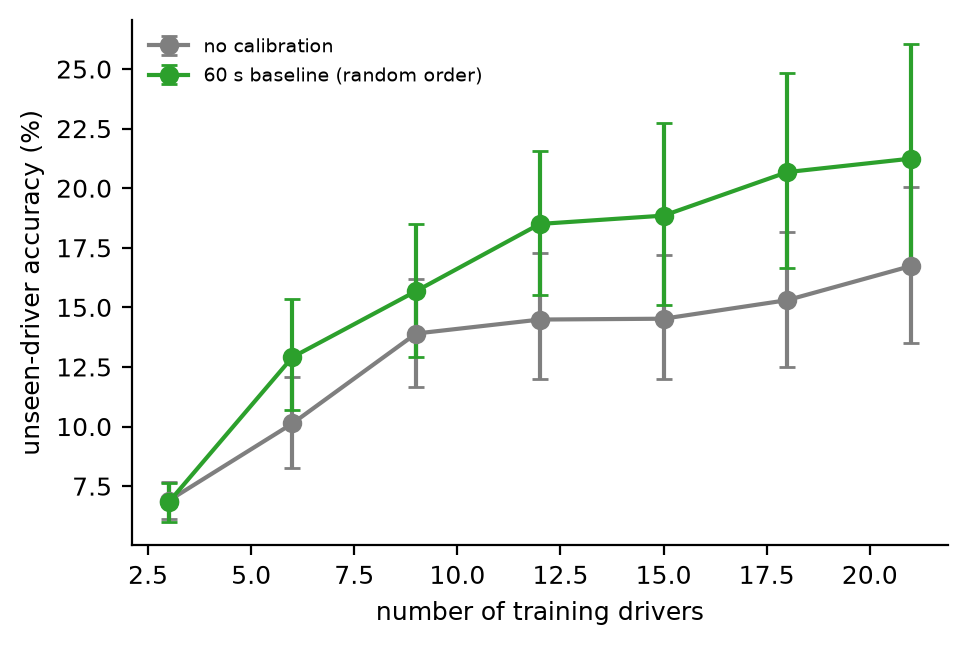 no calibration
60 s baseline (random order)
unseen-driver accuracy (%)
25.0
22.5
20.0
17.5
15.0
12.5
10.0
7.5
2.5 5.0 7.5 10.0 12.5 15.0 17.5 20.0
number of training drivers